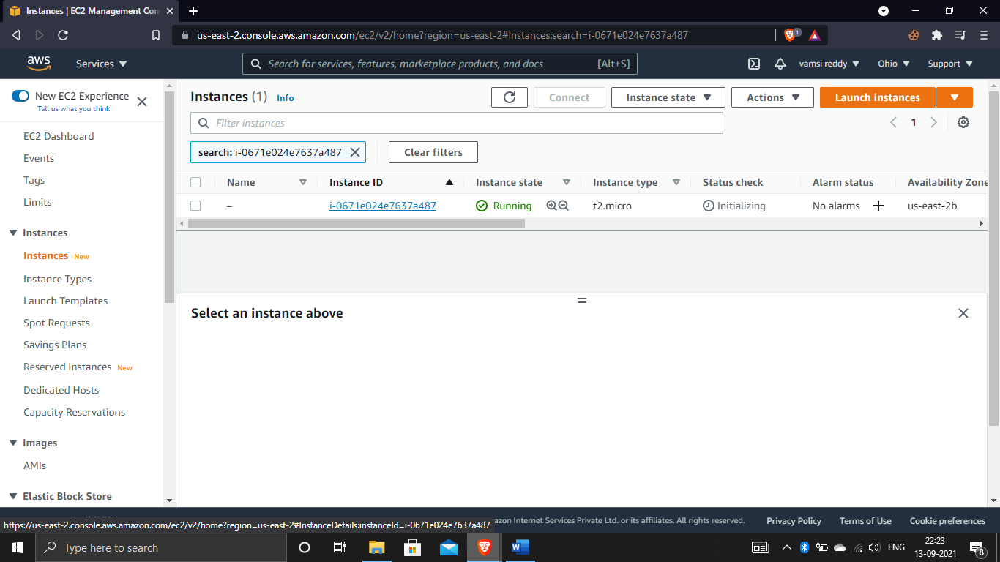 Instances | EC2 Management Con
us-east-2.console.aws.amazon.com/ec2/v2/home?region=us-east-2#Instances:search=i-0671e024e7637a487
1
aws
Services
Search for services, features, marketplace products, and docs
[Alt+S]
vamsi reddy
Ohio
Support
New EC2 Experience
Tell us what you think
EC2 Dashboard
Events
Tags
Limits
Instances
Instances New
Instance Types
Launch Templates
Spot Requests
Savings Plans
Reserved Instances New
Dedicated Hosts
Capacity Reservations
Images
AMIs
Elastic Block Store
Instances (1) Info
Connect
Instance state
Actions
Launch instances
Filter instances
1
search: i-0671e024e7637a487
Clear filters
Name Instance ID Instance state Instance type Status check Alarm status Availability Zone
– i-0671e024e7637a487 Running t2.micro Initializing No alarms us-east-2b
Select an instance above
https://us-east-2.console.aws.amazon.com/ec2/v2/home?region=us-east-2#InstanceDetails:instanceId=i-0671e024e7637a487
zon Internet Services Private Ltd. or its affiliates. All rights reserved.
Privacy Policy
Terms of Use
Cookie preferences
Type here to search
ENG
22:23
13-09-2021
8